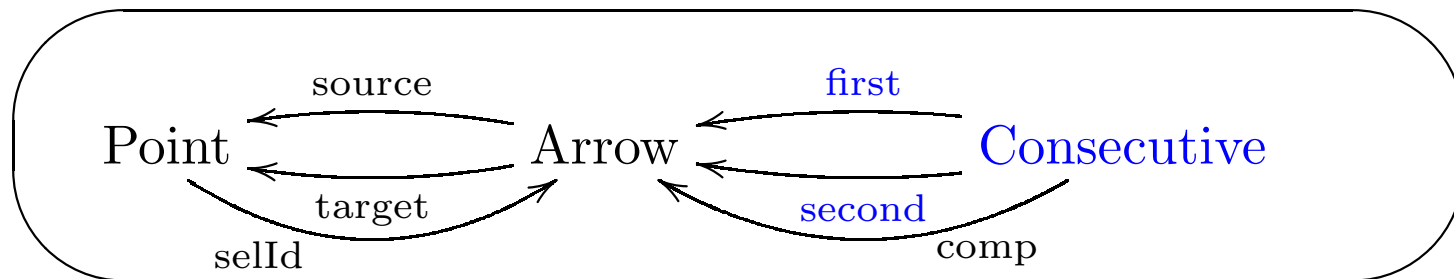 source first
Point Arrow Consecutive
target second
selId comp